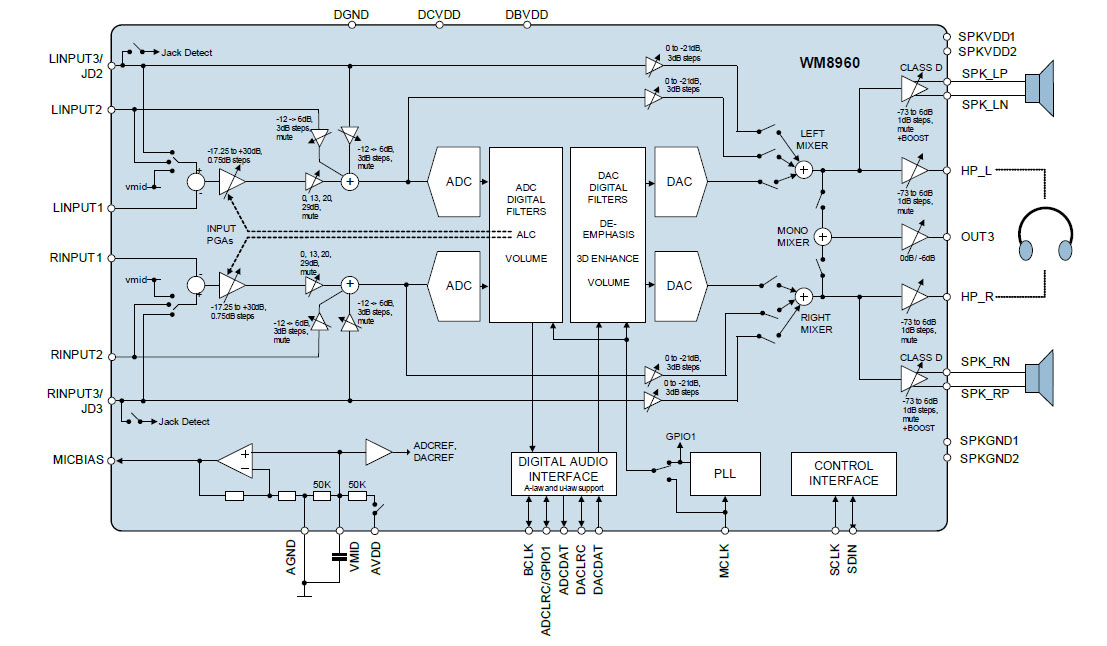 DGND
DCVDD
DBVDD
SPKVDD1
SPKVDD2
LINPUT3/
JD2
Jack Detect
0 to -21dB,
3dB steps
WM8960
CLASS D
SPK_LP
SPK_LN
0 to -21dB,
3dB steps
LINPUT2
-12 -> 6dB,
3dB steps,
mute
-73 to 6dB
1dB steps,
mute
+BOOST
-17.25 to +30dB,
0.75dB steps
-12 -> 6dB,
3dB steps,
mute
LEFT
MIXER
+
-
vmid
+
ADC
ADC
DIGITAL
FILTERS
ALC
VOLUME
DAC
DIGITAL
FILTERS
DE-
EMPHASIS
3D ENHANCE
VOLUME
DAC
+
HP_L
LINPUT1
0, 13, 20,
29dB,
mute
-73 to 6dB
1dB steps,
mute
INPUT
PGAs
MONO
MIXER
+
OUT3
0dB / -6dB
RINPUT1
0, 13, 20,
29dB,
mute
vmid
-
+
+
ADC
DAC
+
HP_R
-17.25 to +30dB,
0.75dB steps
-12 -> 6dB,
3dB steps,
mute
-12 -> 6dB,
3dB steps,
mute
RIGHT
MIXER
-73 to 6dB
1dB steps,
mute
RINPUT2
CLASS D
SPK_RN
SPK_RP
0 to -21dB,
3dB steps
0 to -21dB,
3dB steps
RINPUT3/
JD3
Jack Detect
-73 to 6dB
1dB steps,
mute
+BOOST
SPKGND1
SPKGND2
MICBIAS
+
-
ADCREF,
DACREF
GPIO1
50K
50K
DIGITAL AUDIO
INTERFACE
A-law and u-law support
PLL
CONTROL
INTERFACE
AGND
VMID
AVDD
BCLK
ADCLRC/GPIO1
ADCDAT
DACLRC
DACDAT
MCLK
SCLK
SDIN